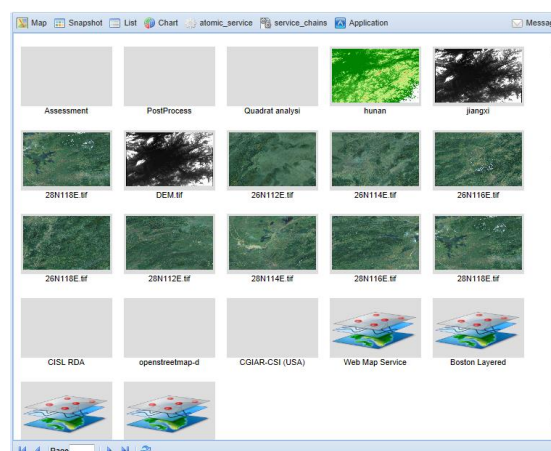 Map Snapshot List Chart atomic_service service_chains Application Messag
Assessment PostProcess Quadrat analysi hunan jiangxi
28N118E.tif DEM.tif 26N112E.tif 26N114E.tif 26N116E.tif
26N118E.tif 28N112E.tif 28N114E.tif 28N116E.tif 28N118E.tif
CISL RDA openstreetmap-d CGIAR-CSI (USA) Web Map Service Boston Layered
Page